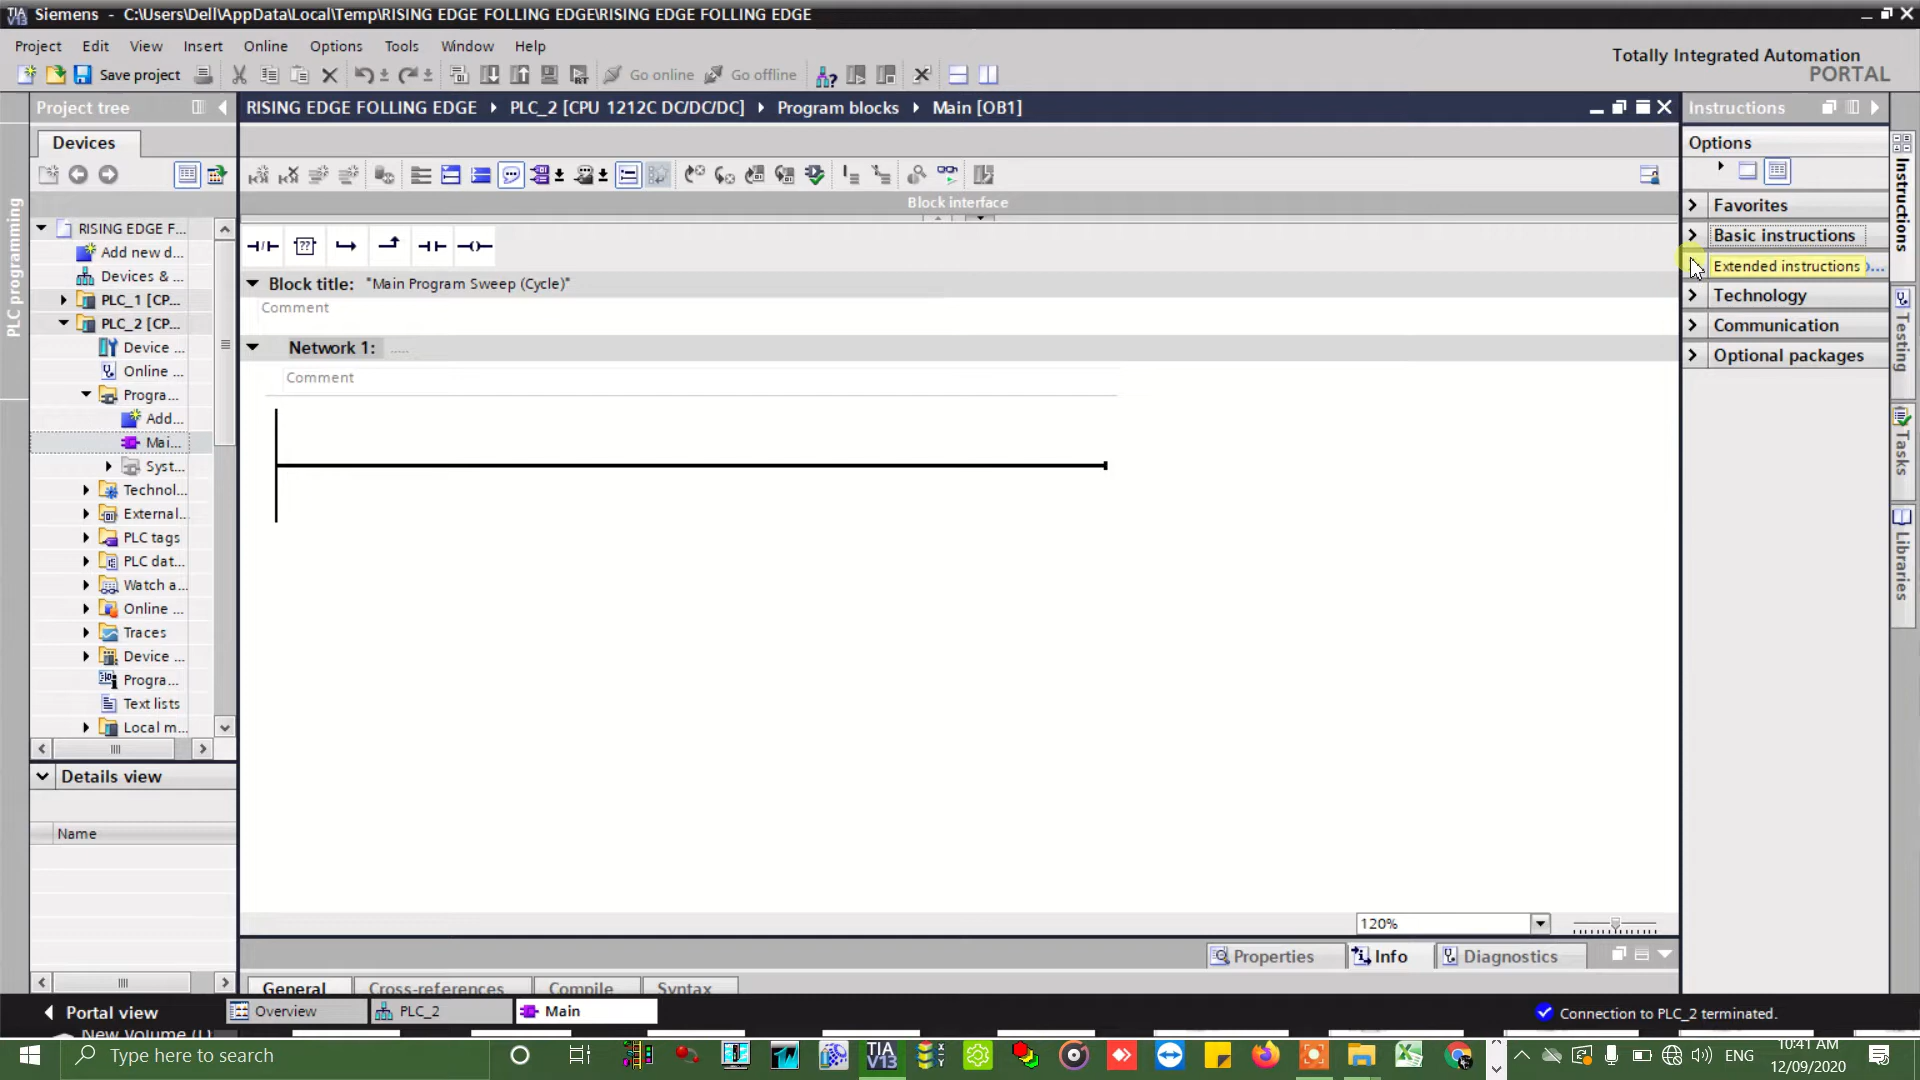 Siemens - C:\Users\Dell\AppData\Local\Temp\RISING EDGE FOLLING EDGE\RISING EDGE FOLLING EDGE
Project Edit View Insert Online Options Tools Window Help
Totally Integrated Automation
PORTAL
Save project
Go online
Go offline
Project tree
RISING EDGE FOLLING EDGE PLC_2 [CPU 1212C DC/DC/DC] Program blocks Main [OB1]
Instructions
Devices
Options
Block interface
Favorites
Basic instructions
Extended instructions
Technology
Communication
Optional packages
RISING EDGE F...
Add new d...
Devices & ...
PLC_1 [CP...
PLC_2 [CP...
Device ...
Online ...
Progra...
Add...
Mai...
Syst...
Technol...
External...
PLC tags
PLC dat...
Watch a...
Online ...
Traces
Device ...
Progra...
Text lists
Local m...
??
Block title: "Main Program Sweep (Cycle)"
Comment
Network 1: .....
Comment
PLC programming
Instructions
Testing
Tasks
Libraries
Details view
Name
120%
Properties Info Diagnostics
General Cross-references Compile Syntax
Portal view
Overview
PLC_2
Main
Connection to PLC_2 terminated.
New Volume (D
Type here to search
TIA
V13
ENG
10:41 AM
12/09/2020